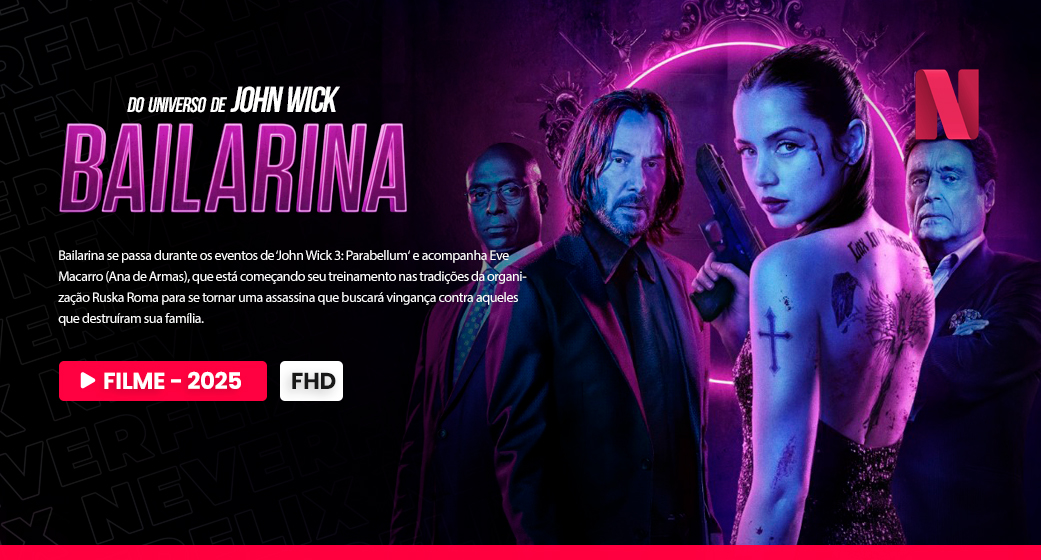 DO UNIVERSO DE JOHN WICK
BAILARINA
Bailarina se passa durante os eventos de ‘John Wick 3: Parabellum’ e acompanha Eve
Macarro (Ana de Armas), que está começando seu treinamento nas tradições da organi-
zação Ruska Roma para se tornar uma assassina que buscará vingança contra aqueles
que destruíram sua família.
FILME - 2025
FHD
N
NEVERFLIX